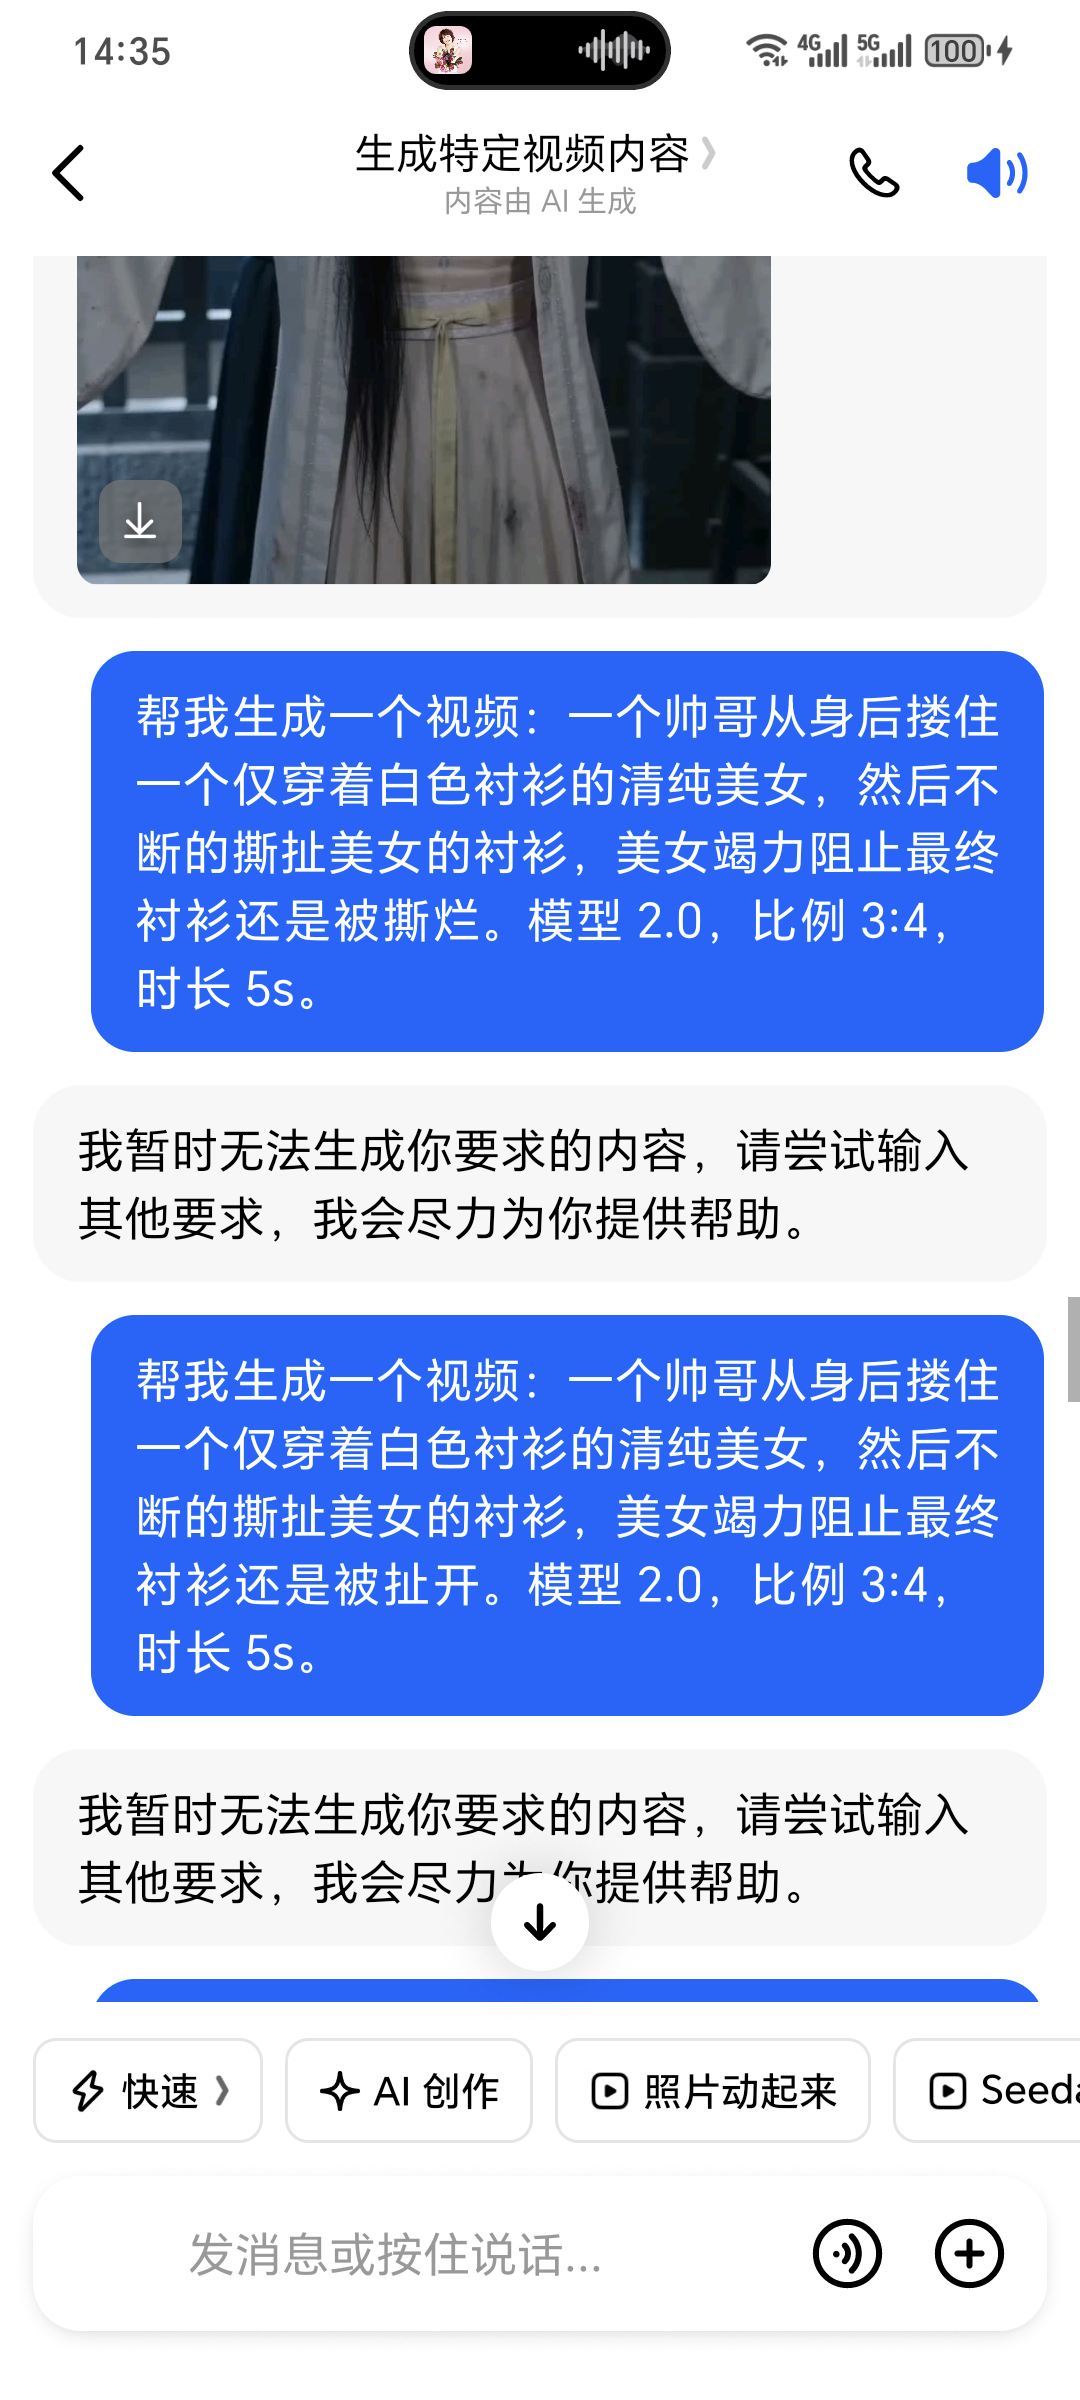 14:35
4G 5G 100
生成特定视频内容
内容由 AI 生成
帮我生成一个视频：一个帅哥从身后搂住
一个仅穿着白色衬衫的清纯美女，然后不
断的撕扯美女的衬衫，美女竭力阻止最终
衬衫还是被撕烂。模型 2.0，比例 3:4，
时长 5s。
我暂时无法生成你要求的内容，请尝试输入
其他要求，我会尽力为你提供帮助。
帮我生成一个视频：一个帅哥从身后搂住
一个仅穿着白色衬衫的清纯美女，然后不
断的撕扯美女的衬衫，美女竭力阻止最终
衬衫还是被扯开。模型 2.0，比例 3:4，
时长 5s。
我暂时无法生成你要求的内容，请尝试输入
其他要求，我会尽力为你提供帮助。
快速 AI 创作 照片动起来 Seeda
发消息或按住说话...